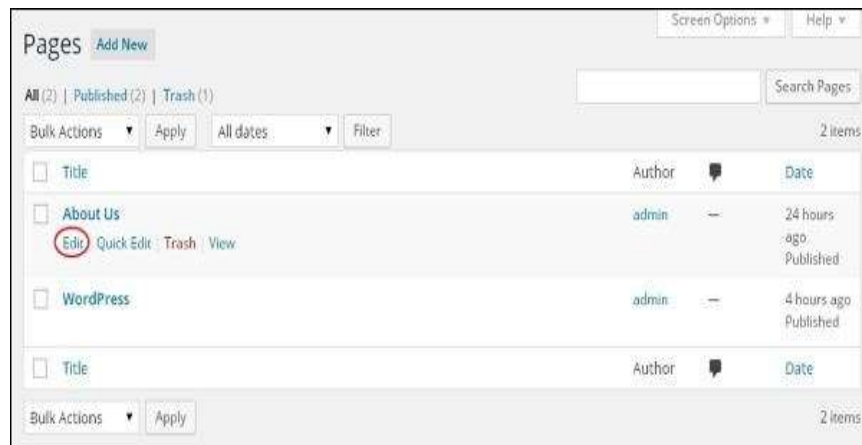 Screen Options ▼ Help ▼
Pages Add New
All (2) | Published (2) | Trash (1)
Search Pages
Bulk Actions ▼ Apply All dates ▼ Filter 2 items
Title Author Date
About Us admin — 24 hours
ago
Published
Edit | Quick Edit | Trash | View
WordPress admin — 4 hours ago
Published
Title Author Date
Bulk Actions ▼ Apply 2 items